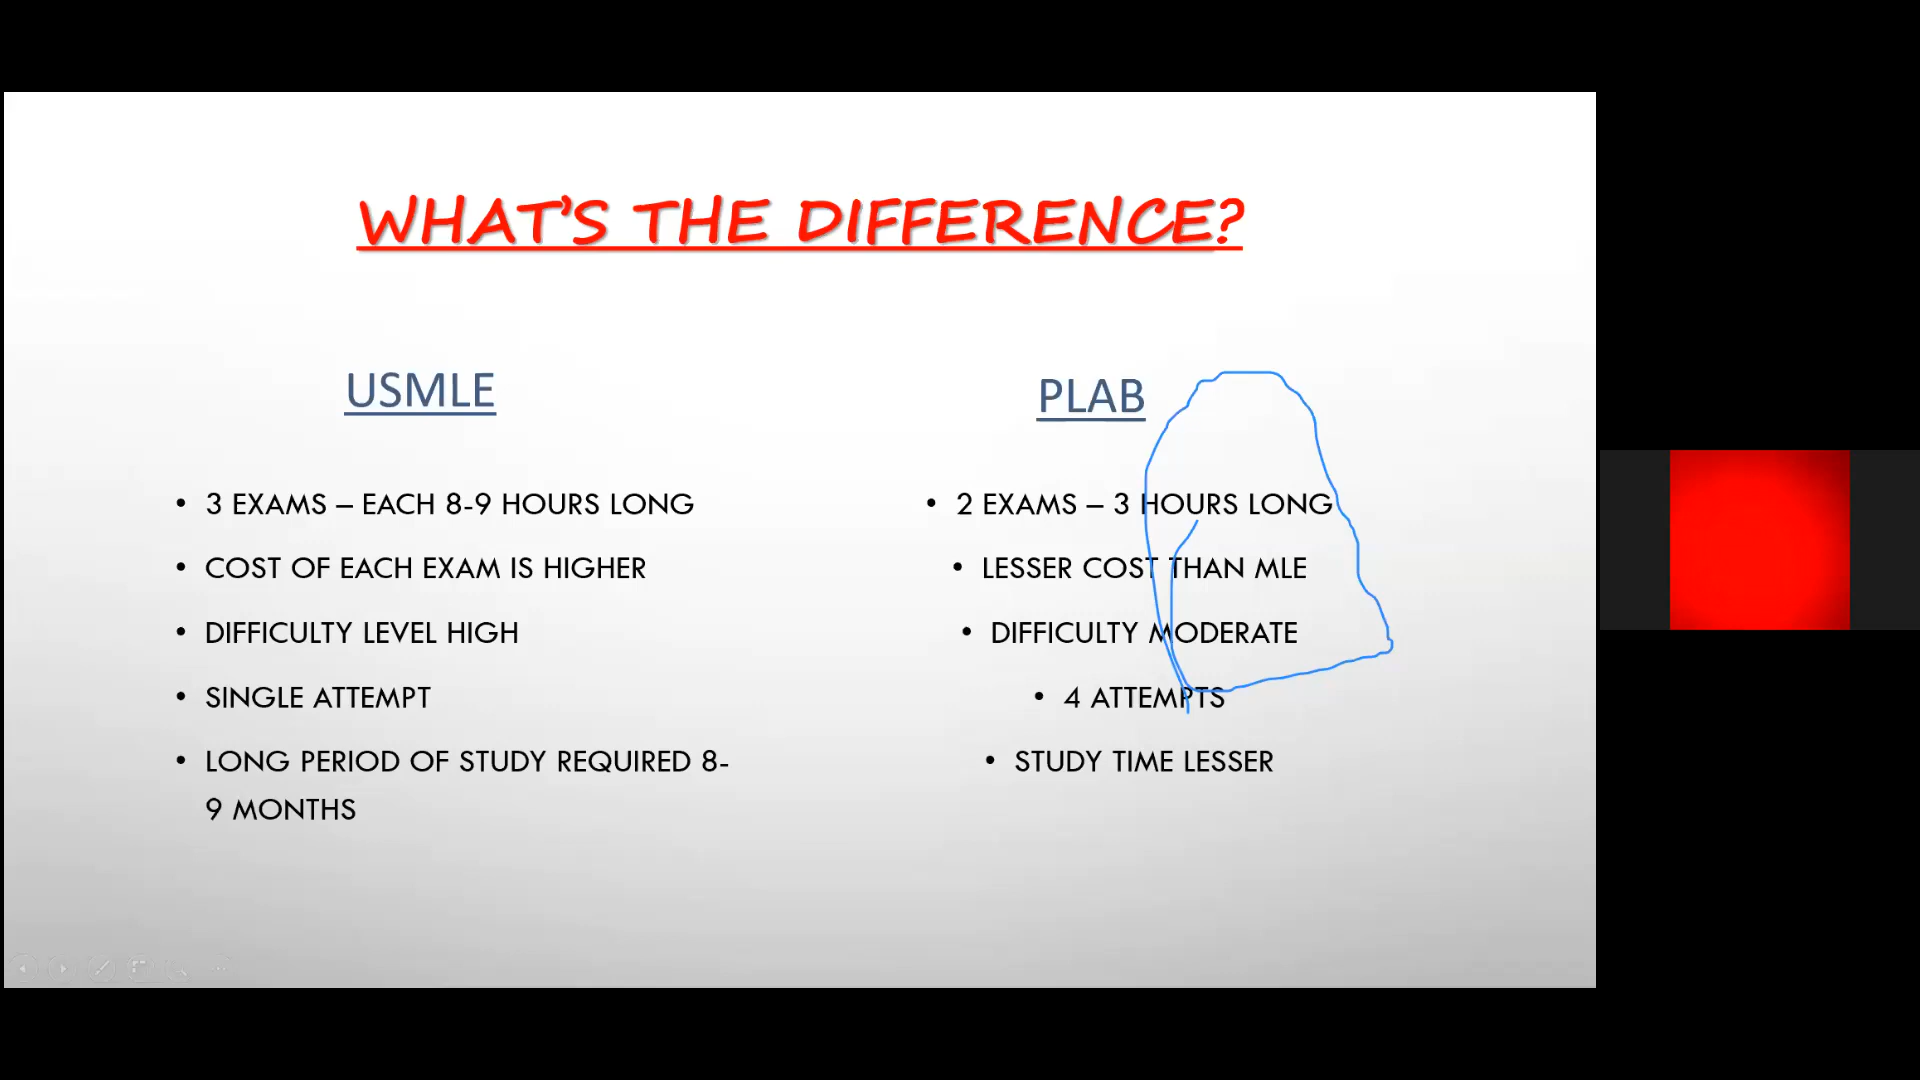 WHAT'S THE DIFFERENCE?
USMLE
• 3 EXAMS – EACH 8-9 HOURS LONG
• COST OF EACH EXAM IS HIGHER
• DIFFICULTY LEVEL HIGH
• SINGLE ATTEMPT
• LONG PERIOD OF STUDY REQUIRED 8-
9 MONTHS
PLAB
• 2 EXAMS – 3 HOURS LONG
• LESSER COST THAN MLE
• DIFFICULTY MODERATE
• 4 ATTEMPTS
• STUDY TIME LESSER